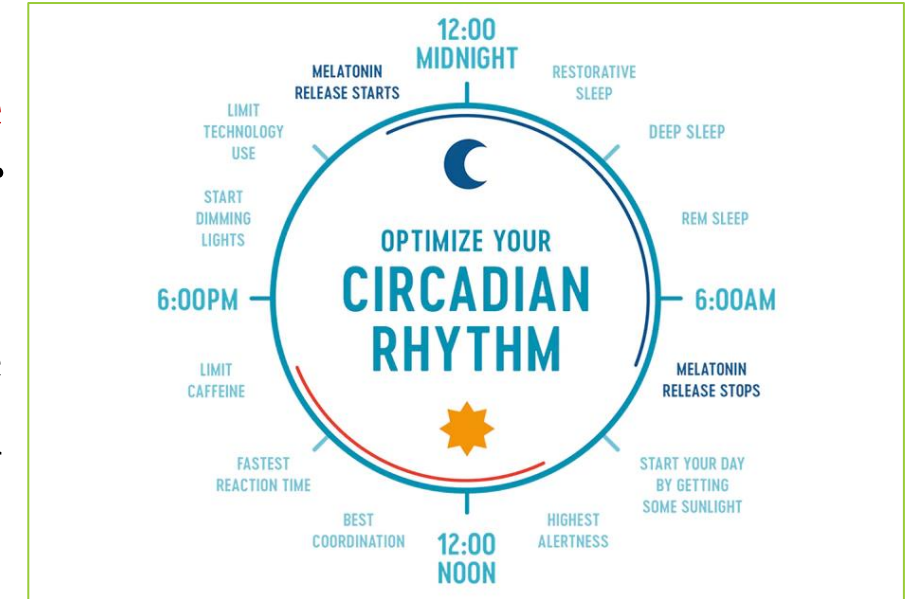 12:00
MIDNIGHT
RESTORATIVE
SLEEP
DEEP SLEEP
REM SLEEP
6:00AM
MELATONIN
RELEASE STOPS
START YOUR DAY
BY GETTING
SOME SUNLIGHT
HIGHEST
ALERTNESS
12:00
NOON
BEST
COORDINATION
FASTEST
REACTION TIME
LIMIT
CAFFEINE
6:00PM
START
DIMMING
LIGHTS
LIMIT
TECHNOLOGY
USE
MELATONIN
RELEASE STARTS
OPTIMIZE YOUR
CIRCADIAN
RHYTHM